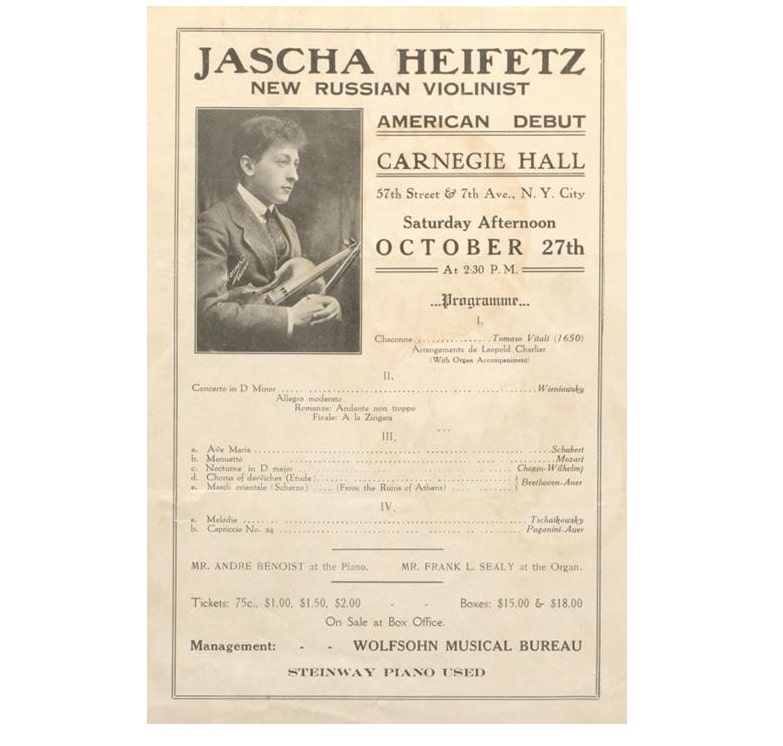 JASCHA HEIFETZ
NEW RUSSIAN VIOLINIST
AMERICAN DEBUT
CARNEGIE HALL
57th Street & 7th Ave., N. Y. City
Saturday Afternoon
OCTOBER 27th
At 2:30 P. M.
...Programme...
I.
Chaconne .......... Tomaso Vitali (1650)
Arrangements de Leopold Charlier
(With Organ Accompaniment)
II.
Concerto in D Minor .......... Wieniowsky
Allegro moderato
Romanze: Andante non troppo
Finale: A la Zingara
III.
a. Ave Maria .......... Schubert
b. Menuetto .......... Mozart
c. Nocturne in D major .......... Chopin-Wilhelmj
d. Chorus of dervishes (Etude) ..........
e. March orientale (Scherzo) .... (From the Ruins of Athens) .......... Beethoven-Auer
IV.
a. Melodie .......... Tschaikowsky
b. Capriccio No. 24 .......... Paganini-Auer
MR. ANDRE BENOIST at the Piano. MR. FRANK L. SEALY at the Organ.
Tickets: 75c., $1.00, $1.50, $2.00 - - Boxes: $15.00 & $18.00
On Sale at Box Office.
Management: - - WOLFSOHN MUSICAL BUREAU
STEINWAY PIANO USED